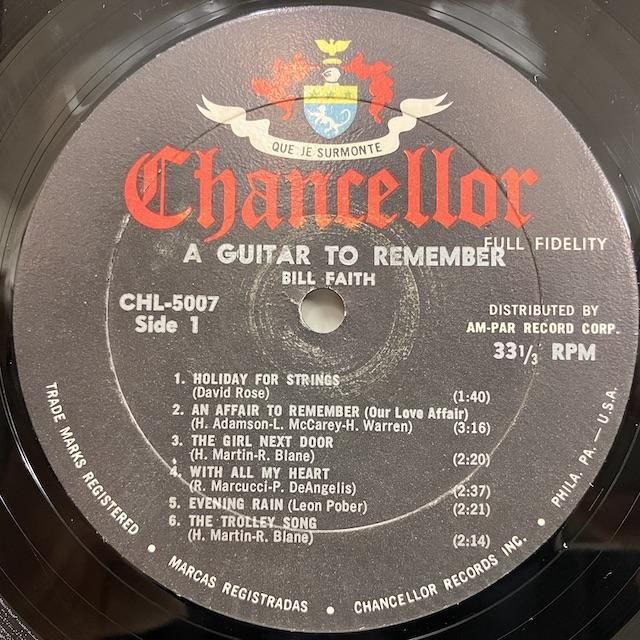 QUE JE SURMONTE
Chancellor
FULL FIDELITY
A GUITAR TO REMEMBER
BILL FAITH
CHL-5007
Side 1
DISTRIBUTED BY
AM-PAR RECORD CORP.
33 1/3 RPM
1. HOLIDAY FOR STRINGS
(David Rose) (1:40)
2. AN AFFAIR TO REMEMBER (Our Love Affair)
(H. Adamson-L. McCarey-H. Warren) (3:16)
3. THE GIRL NEXT DOOR
(H. Martin-R. Blane) (2:20)
4. WITH ALL MY HEART
(R. Marcucci-P. DeAngelis) (2:37)
5. EVENING RAIN (Leon Pober) (2:21)
6. THE TROLLEY SONG
(H. Martin-R. Blane) (2:14)
TRADE MARKS REGISTERED • MARCAS REGISTRADAS • CHANCELLOR RECORDS INC. • PHILA. PA. — U.S.A.